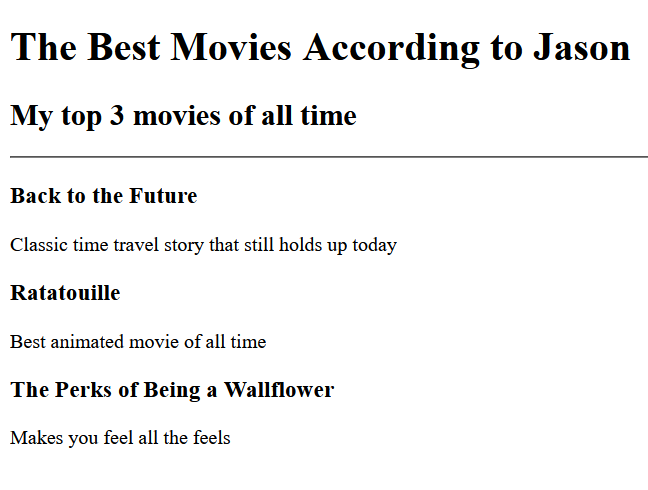 The Best Movies According to Jason
My top 3 movies of all time
Back to the Future
Classic time travel story that still holds up today
Ratatouille
Best animated movie of all time
The Perks of Being a Wallflower
Makes you feel all the feels